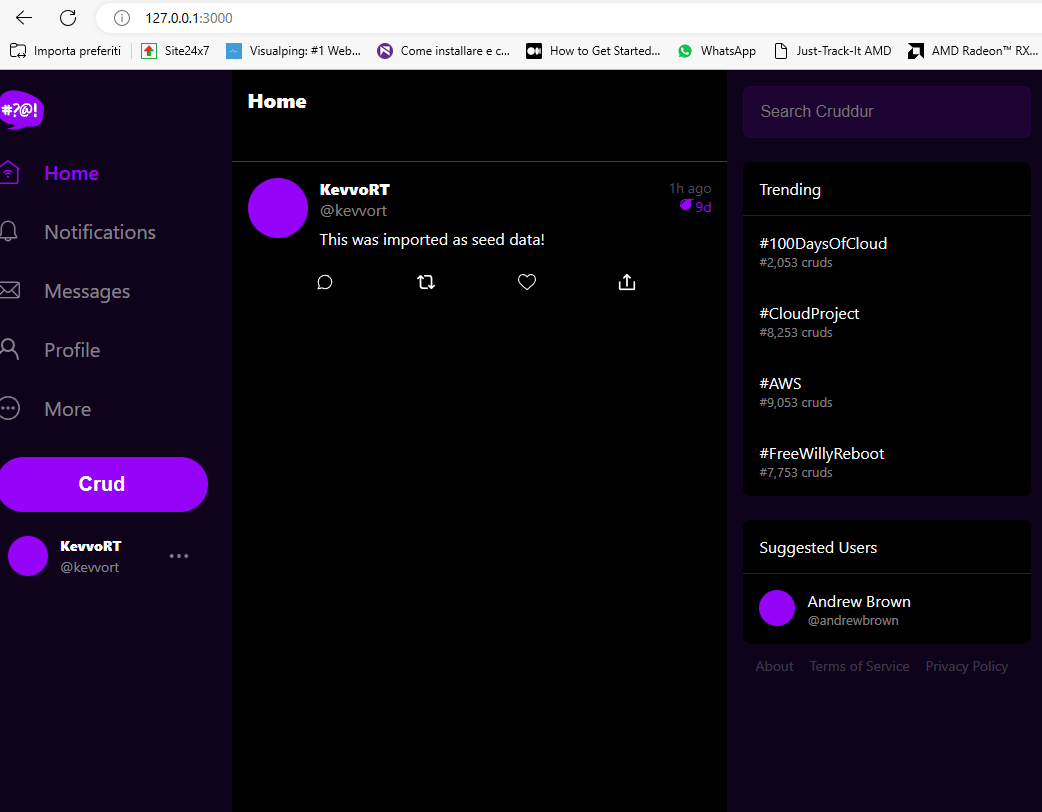 127.0.0.1:3000
Importa preferiti
Site24x7
Visualping: #1 Web...
Come installare e c...
How to Get Started...
WhatsApp
Just-Track-It AMD
AMD Radeon™ RX...
#?@!
Home
Notifications
Messages
Profile
More
Crud
KevvoRT
@kevvort
Home
KevvoRT
1h ago
@kevvort
9d
This was imported as seed data!
Search Cruddur
Trending
#100DaysOfCloud
#2,053 cruds
#CloudProject
#8,253 cruds
#AWS
#9,053 cruds
#FreeWillyReboot
#7,753 cruds
Suggested Users
Andrew Brown
@andrewbrown
About Terms of Service Privacy Policy